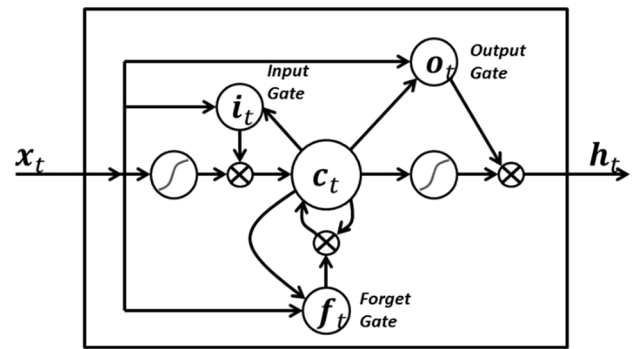 Output
Gate
o_t
Input
Gate
i_t
x_t
c_t
h_t
Forget
Gate
f_t